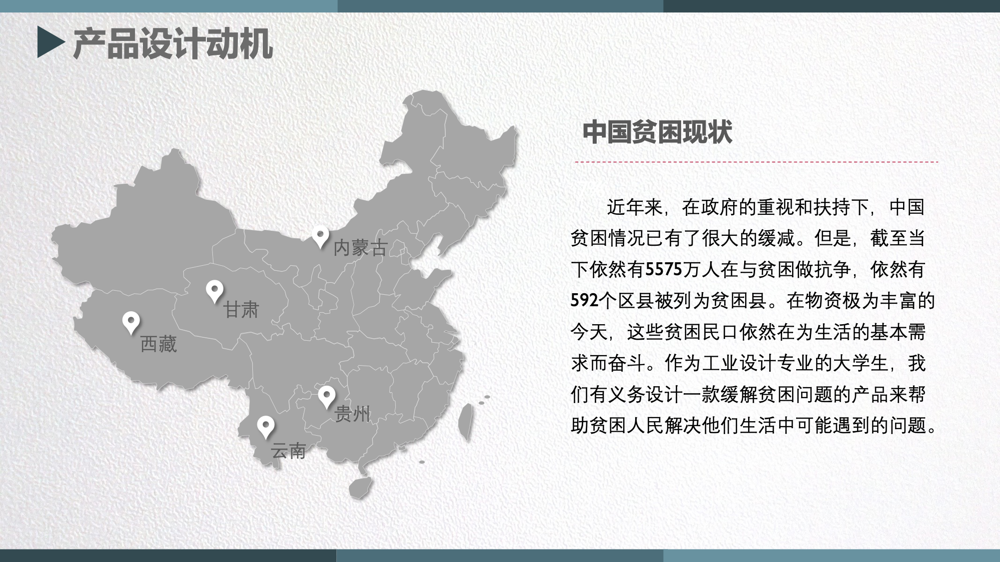 产品设计动机
中国贫困现状
近年来，在政府的重视和扶持下，中国
贫困情况已有了很大的缓减。但是，截至当
下依然有5575万人在与贫困做抗争，依然有
592个区县被列为贫困县。在物资极为丰富的
今天，这些贫困民口依然在为生活的基本需
求而奋斗。作为工业设计专业的大学生，我
们有义务设计一款缓解贫困问题的产品来帮
助贫困人民解决他们生活中可能遇到的问题。
内蒙古
甘肃
西藏
贵州
云南